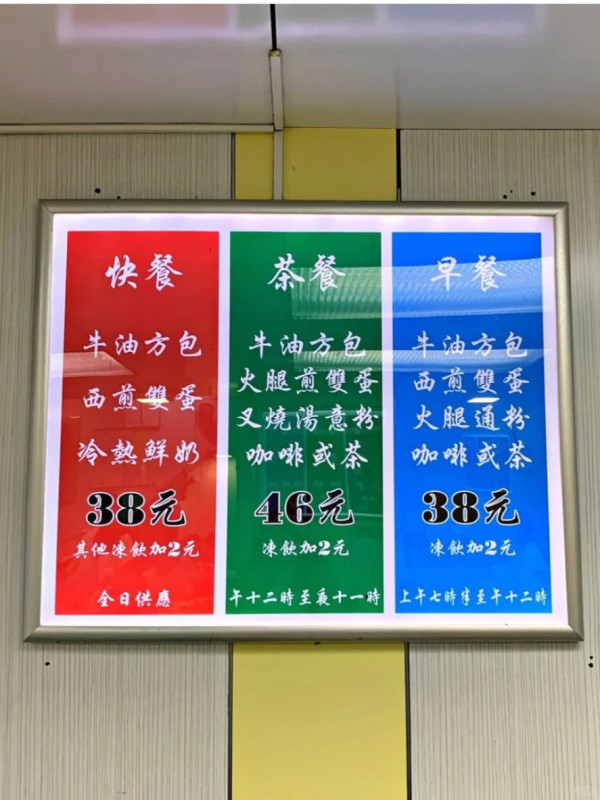 快餐
牛油方包
西煎雙蛋
冷熱鮮奶
38元
其他凍飲加2元
全日供應
茶餐
牛油方包
火腿煎雙蛋
叉燒湯意粉
咖啡或茶
46元
凍飲加2元
午十二時至夜十一時
早餐
牛油方包
西煎雙蛋
火腿通粉
咖啡或茶
38元
凍飲加2元
上午七時半至午十二時